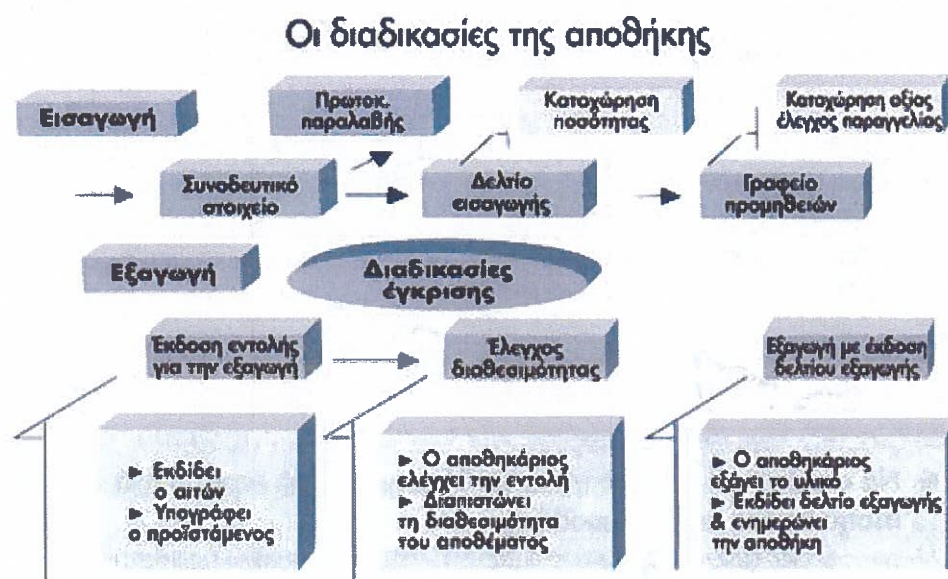 Οι διαδικασίες της αποθήκης
Εισαγωγή
Πρωτοκ.
παραλαβής
Καταχώρηση
ποσότητας
Καταχώρηση αξίας
έλεγχος παραγγελίας
Συνοδευτικό
στοιχείο
Δελτίο
εισαγωγής
Γραφείο
προμηθειών
Εξαγωγή
Διαδικασίες
έγκρισης
Έκδοση εντολής
για την εξαγωγή
Έλεγχος
διαθεσιμότητας
Εξαγωγή με έκδοση
δελτίου εξαγωγής
► Εκδίδει
ο αιτών
► Υπογράφει
ο προϊστάμενος
► Ο αποθηκάριος
ελέγχει την εντολή
► Διαπιστώνει
τη διαθεσιμότητα
του αποθέματος
► Ο αποθηκάριος
εξάγει το υλικό
► Εκδίδει δελτίο εξαγωγής
& ενημερώνει
την αποθήκη